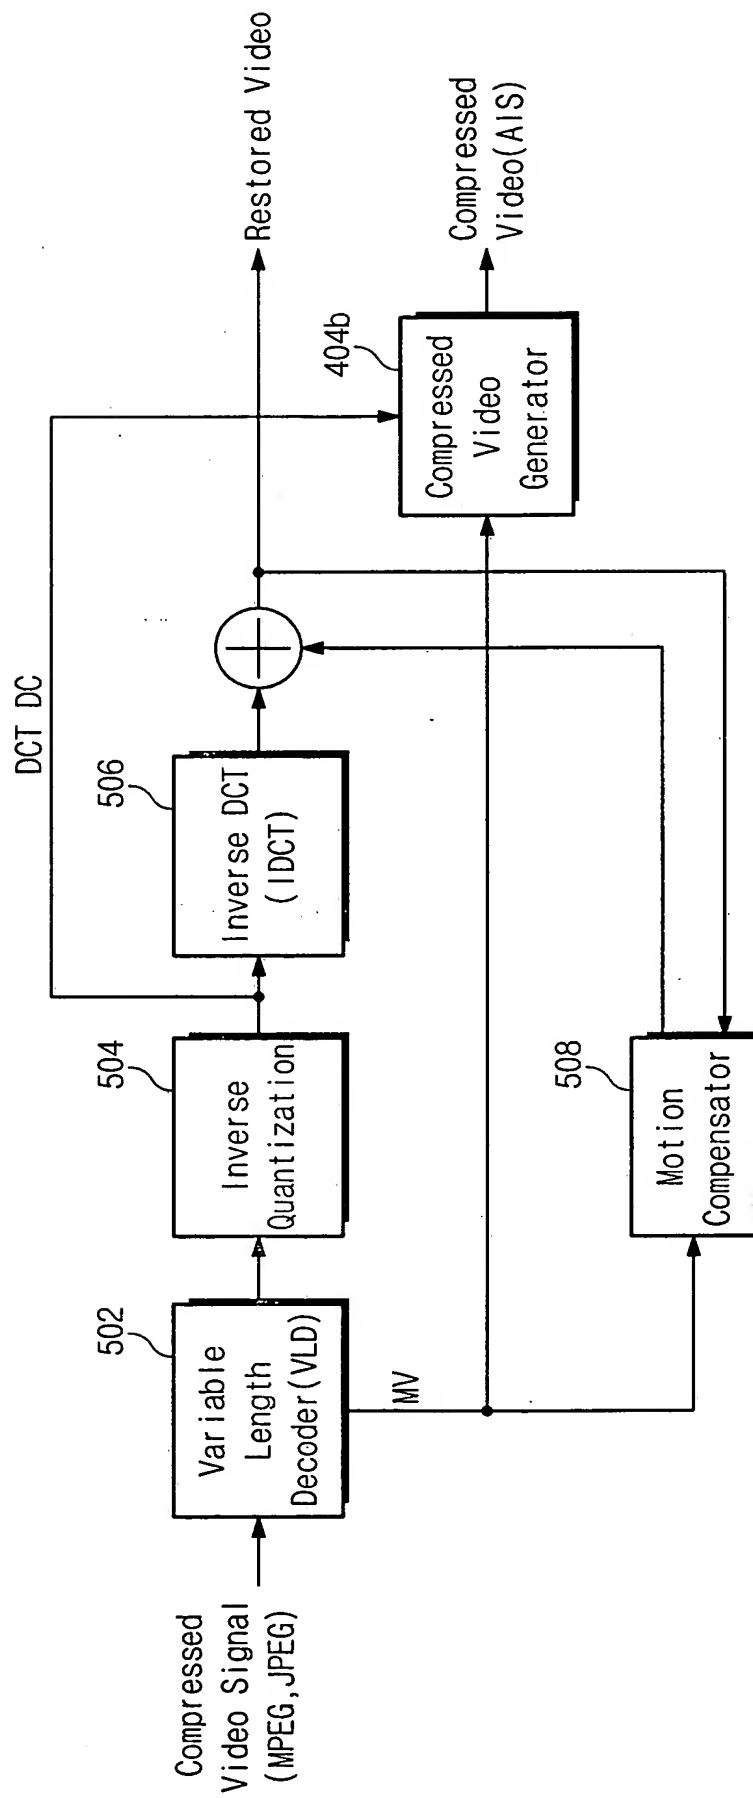 Compressed
Video Signal
(MPEG,JPEG)
502
Variable
Length
Decoder(VLD)
MV
504
Inverse
Quantization
506
Inverse DCT
(IDCT)
DCT DC
Restored Video
404b
Compressed
Video
Generator
Compressed
Video(AIS)
508
Motion
Compensator